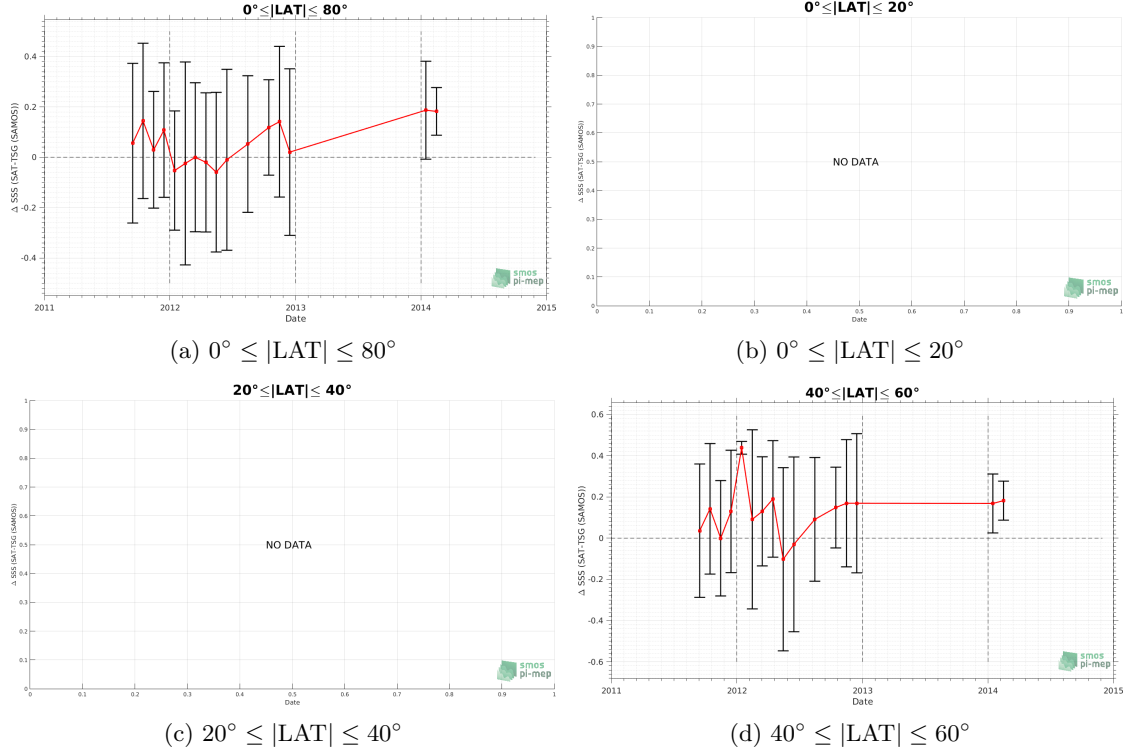 0°≤|LAT|≤ 80°
Δ SSS (SAT-TSG (SAMOS))
0.4
0.2
0
-0.2
-0.4
2011
2012
2013
2014
2015
Date
smos
pi-mep
(a) 0° ≤ |LAT| ≤ 80°
0°≤|LAT|≤ 20°
Δ SSS (SAT-TSG (SAMOS))
1
0.9
0.8
0.7
0.6
0.5
0.4
0.3
0.2
0.1
0
NO DATA
0
0.1
0.2
0.3
0.4
0.5
0.6
0.7
0.8
0.9
1
Date
smos
pi-mep
(b) 0° ≤ |LAT| ≤ 20°
20°≤|LAT|≤ 40°
Δ SSS (SAT-TSG (SAMOS))
1
0.9
0.8
0.7
0.6
0.5
0.4
0.3
0.2
0.1
0
NO DATA
0
0.1
0.2
0.3
0.4
0.5
0.6
0.7
0.8
0.9
1
Date
smos
pi-mep
(c) 20° ≤ |LAT| ≤ 40°
40°≤|LAT|≤ 60°
Δ SSS (SAT-TSG (SAMOS))
0.6
0.4
0.2
0
-0.2
-0.4
-0.6
2011
2012
2013
2014
2015
Date
smos
pi-mep
(d) 40° ≤ |LAT| ≤ 60°